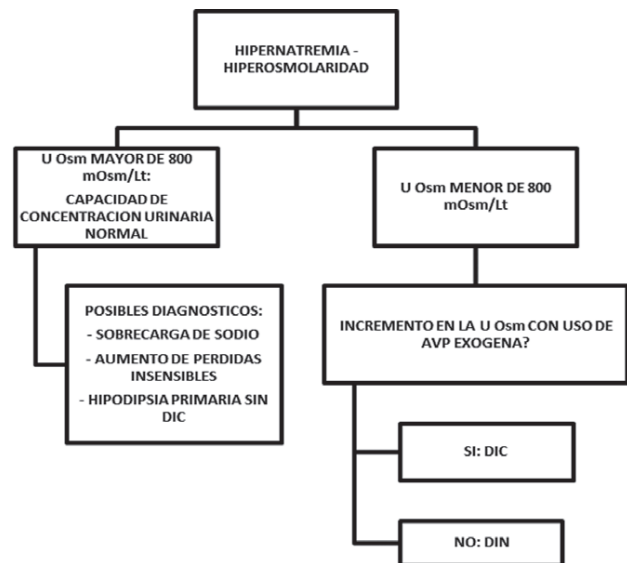 HIPERNATREMIA -
HIPEROSMOLARIDAD
U Osm MAYOR DE 800
mOsm/Lt:
CAPACIDAD DE
CONCENTRACION URINARIA
NORMAL
U Osm MENOR DE 800
mOsm/Lt
POSIBLES DIAGNOSTICOS:
- SOBRECARGA DE SODIO
- AUMENTO DE PERDIDAS
INSENSIBLES
- HIPODIPSIA PRIMARIA SIN
DIC
INCREMENTO EN LA U Osm CON USO DE
AVP EXOGENA?
SI: DIC
NO: DIN